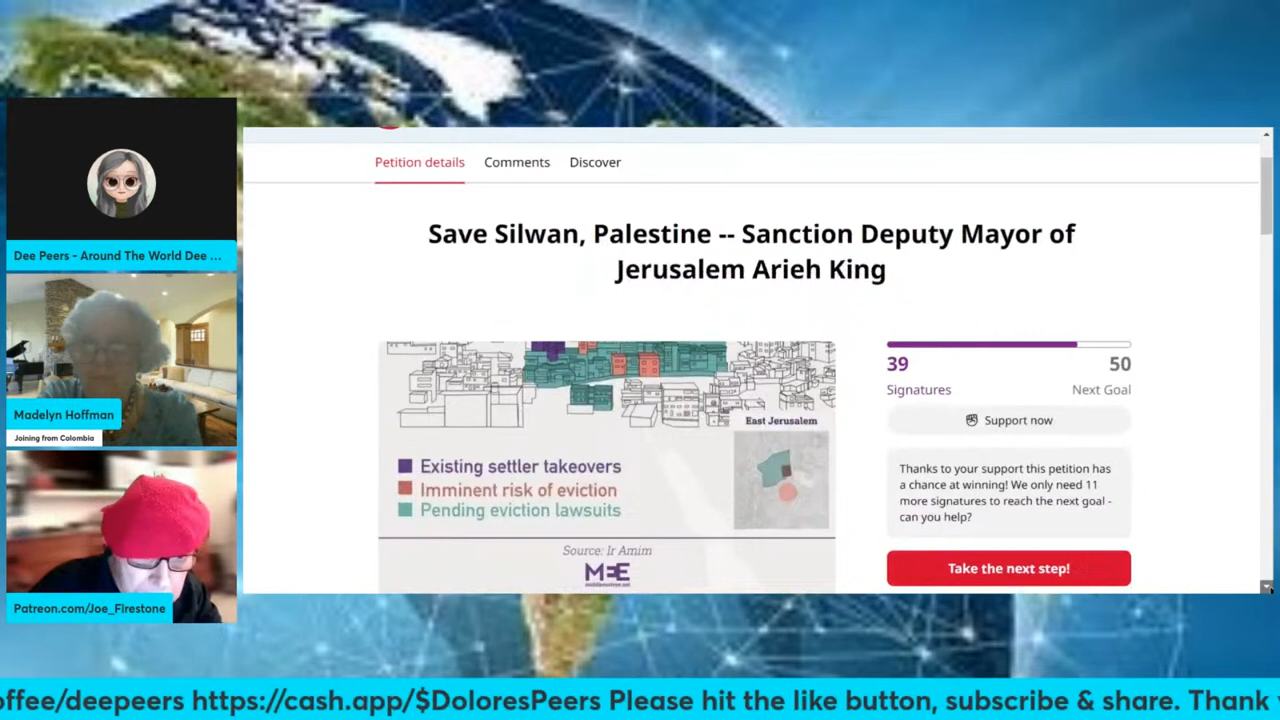 Dee Peers - Around The World Dee ...
Madelyn Hoffman
Joining from Colombia
Patreon.com/Joe_Firestone
Petition details
Comments
Discover
Save Silwan, Palestine -- Sanction Deputy Mayor of
Jerusalem Arieh King
East Jerusalem
Existing settler takeovers
Imminent risk of eviction
Pending eviction lawsuits
Source: Ir Amim
MEE
middleeasteye.net
39
50
Signatures
Next Goal
Support now
Thanks to your support this petition has
a chance at winning! We only need 11
more signatures to reach the next goal -
can you help?
Take the next step!
offee/deepeers https://cash.app/$DoloresPeers Please hit the like button, subscribe & share. Thank